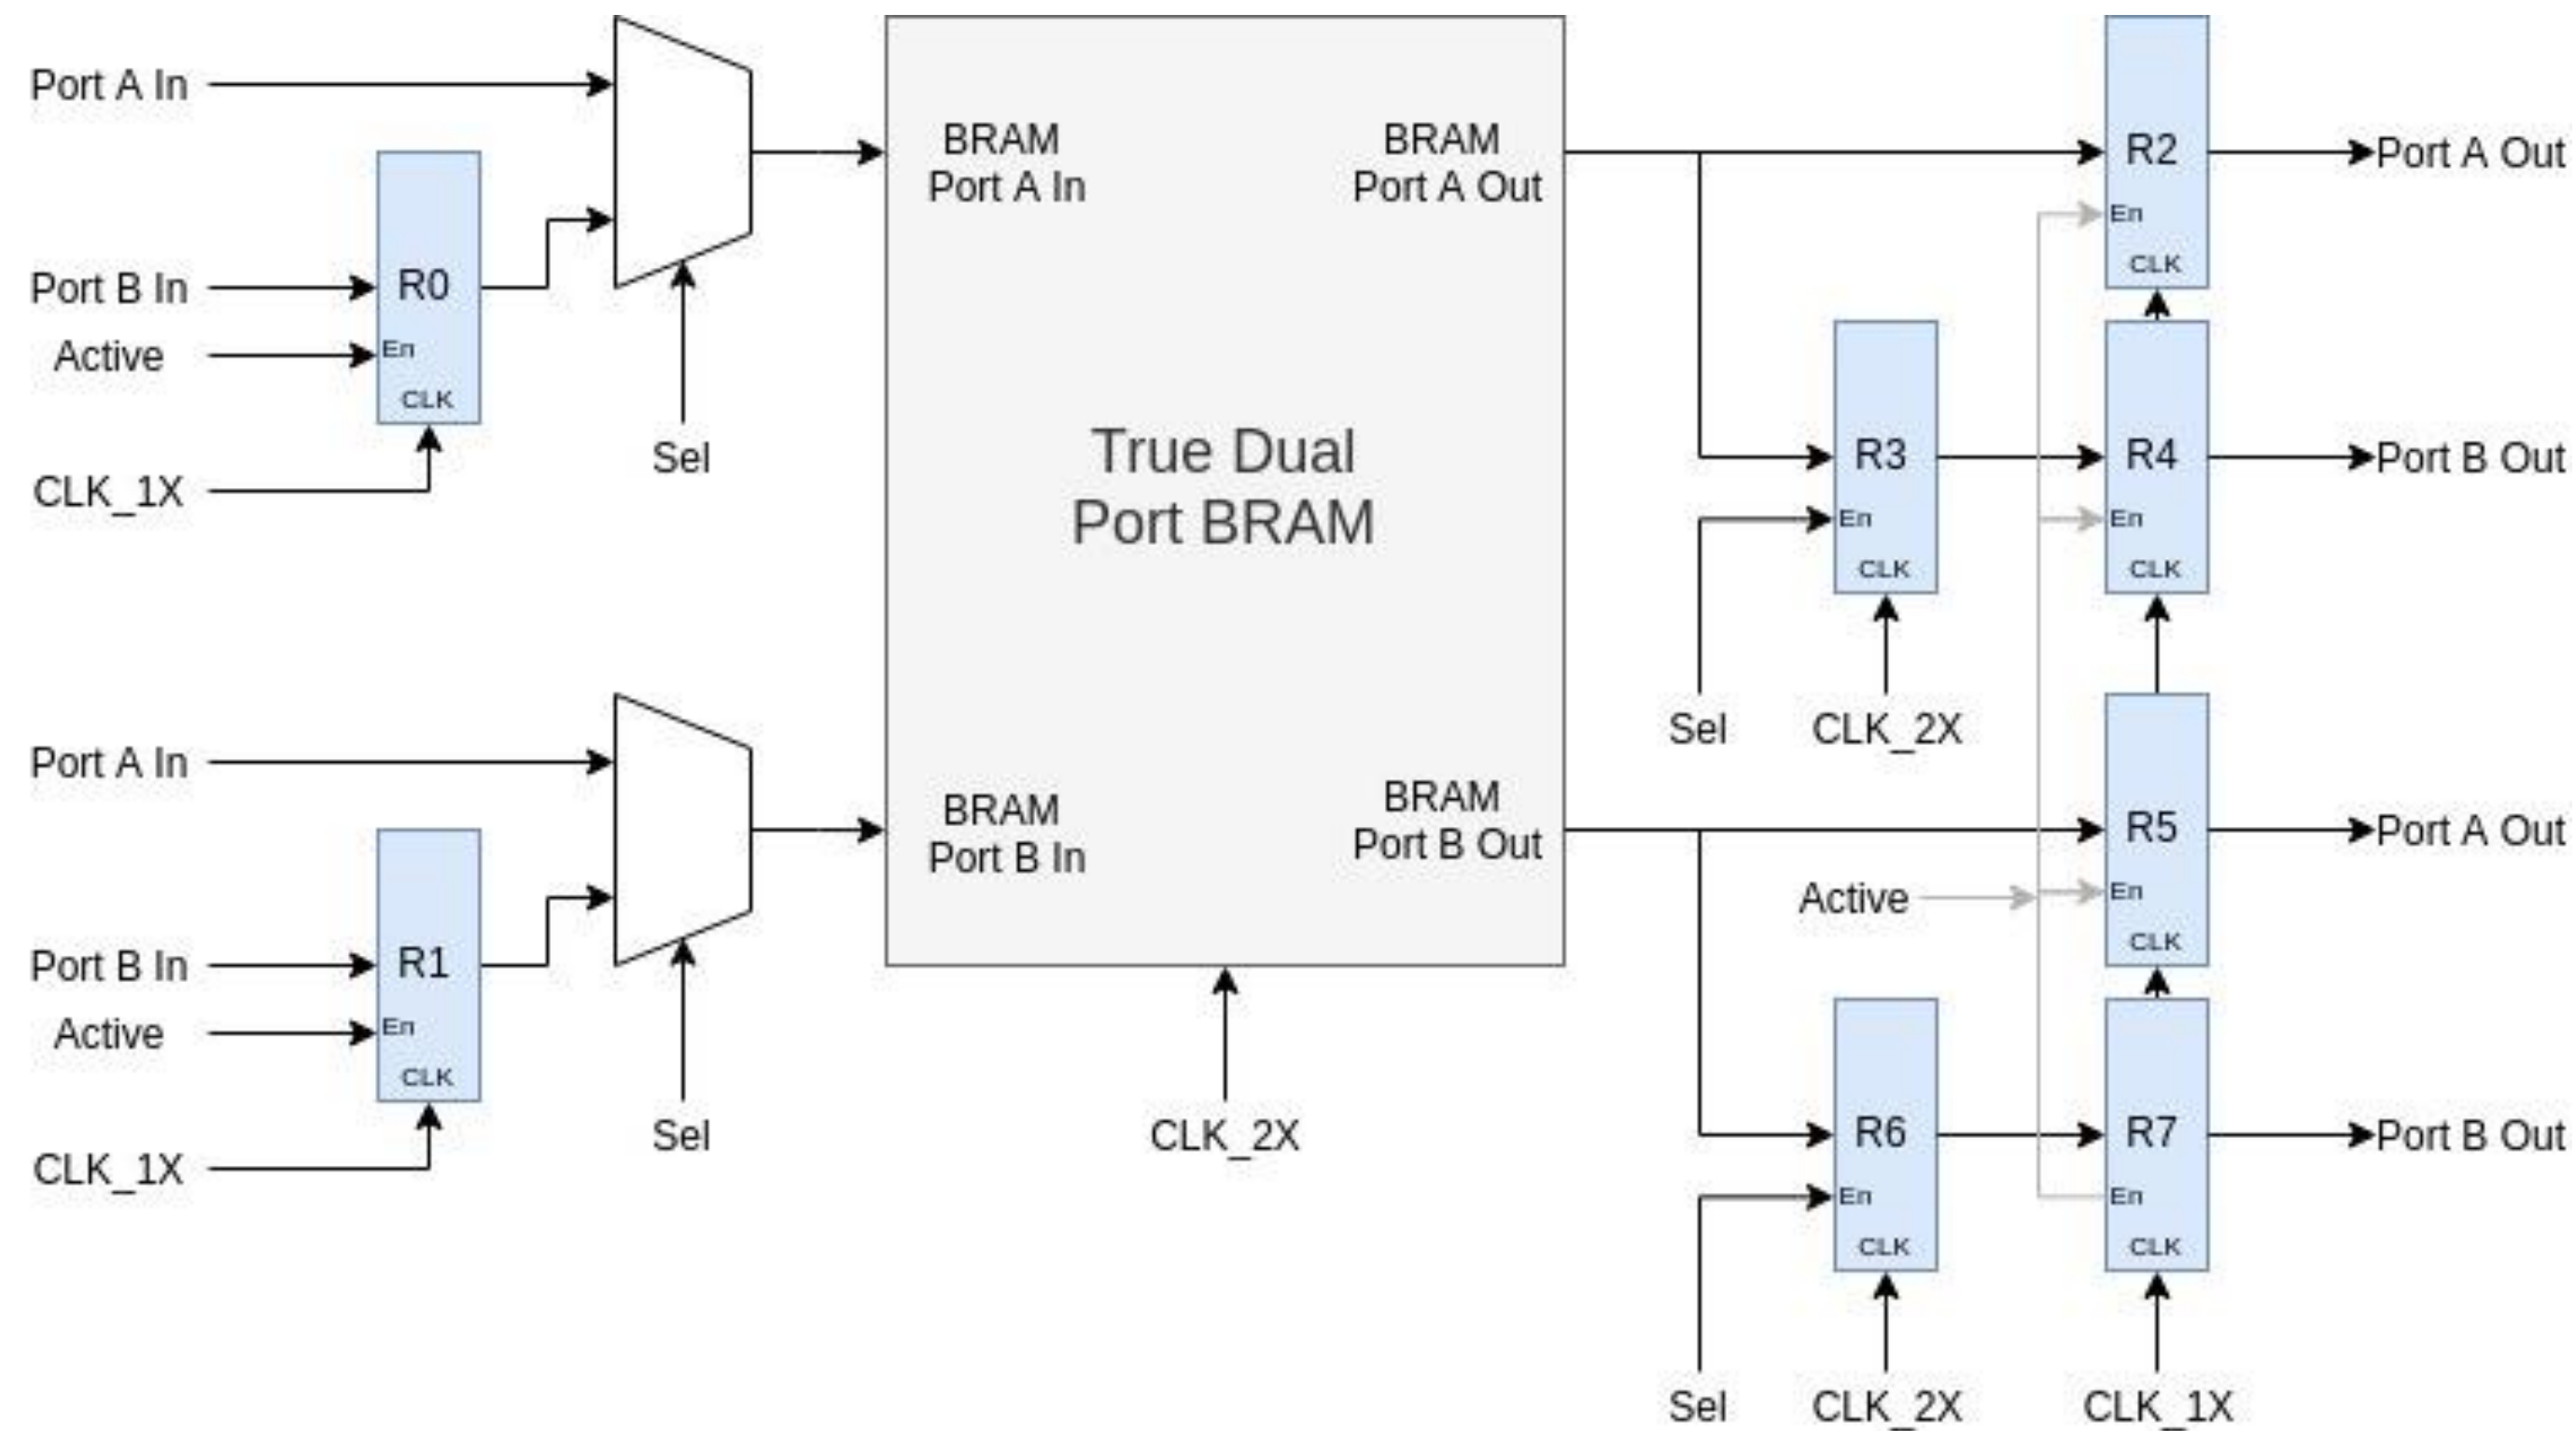 Port A In
Port B In
Active
CLK_1X
R0
En
CLK
Sel
Port A In
Port B In
Active
CLK_1X
R1
En
CLK
Sel
BRAM
Port A In
BRAM
Port A Out
True Dual
Port BRAM
BRAM
Port B In
BRAM
Port B Out
CLK_2X
R2
En
CLK
Port A Out
R3
En
CLK
Sel
CLK_2X
R4
En
CLK
Port B Out
Active
R5
En
CLK
Port A Out
R6
En
CLK
Sel
CLK_2X
R7
En
CLK
CLK_1X
Port B Out